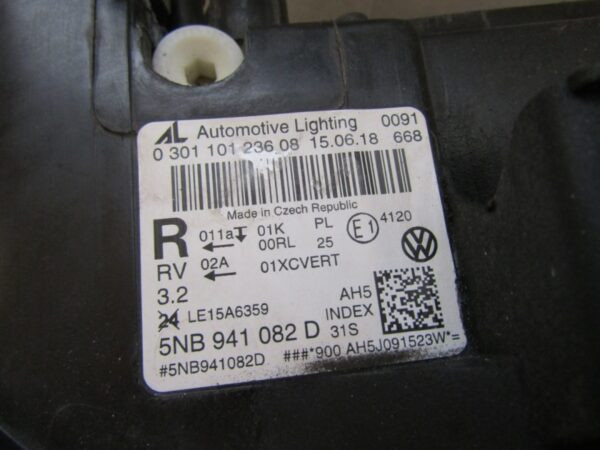 AL Automotive Lighting 0091
0 301 101 236 08 15.06.18 668
Made in Czech Republic
R 011a 01K PL E1 4120
← 00RL 25
RV 02A ← 01XCVERT
3.2 AH5
24 LE15A6359 INDEX
5NB 941 082 D 31S
#5NB941082D ###*900 AH5J091523W*=